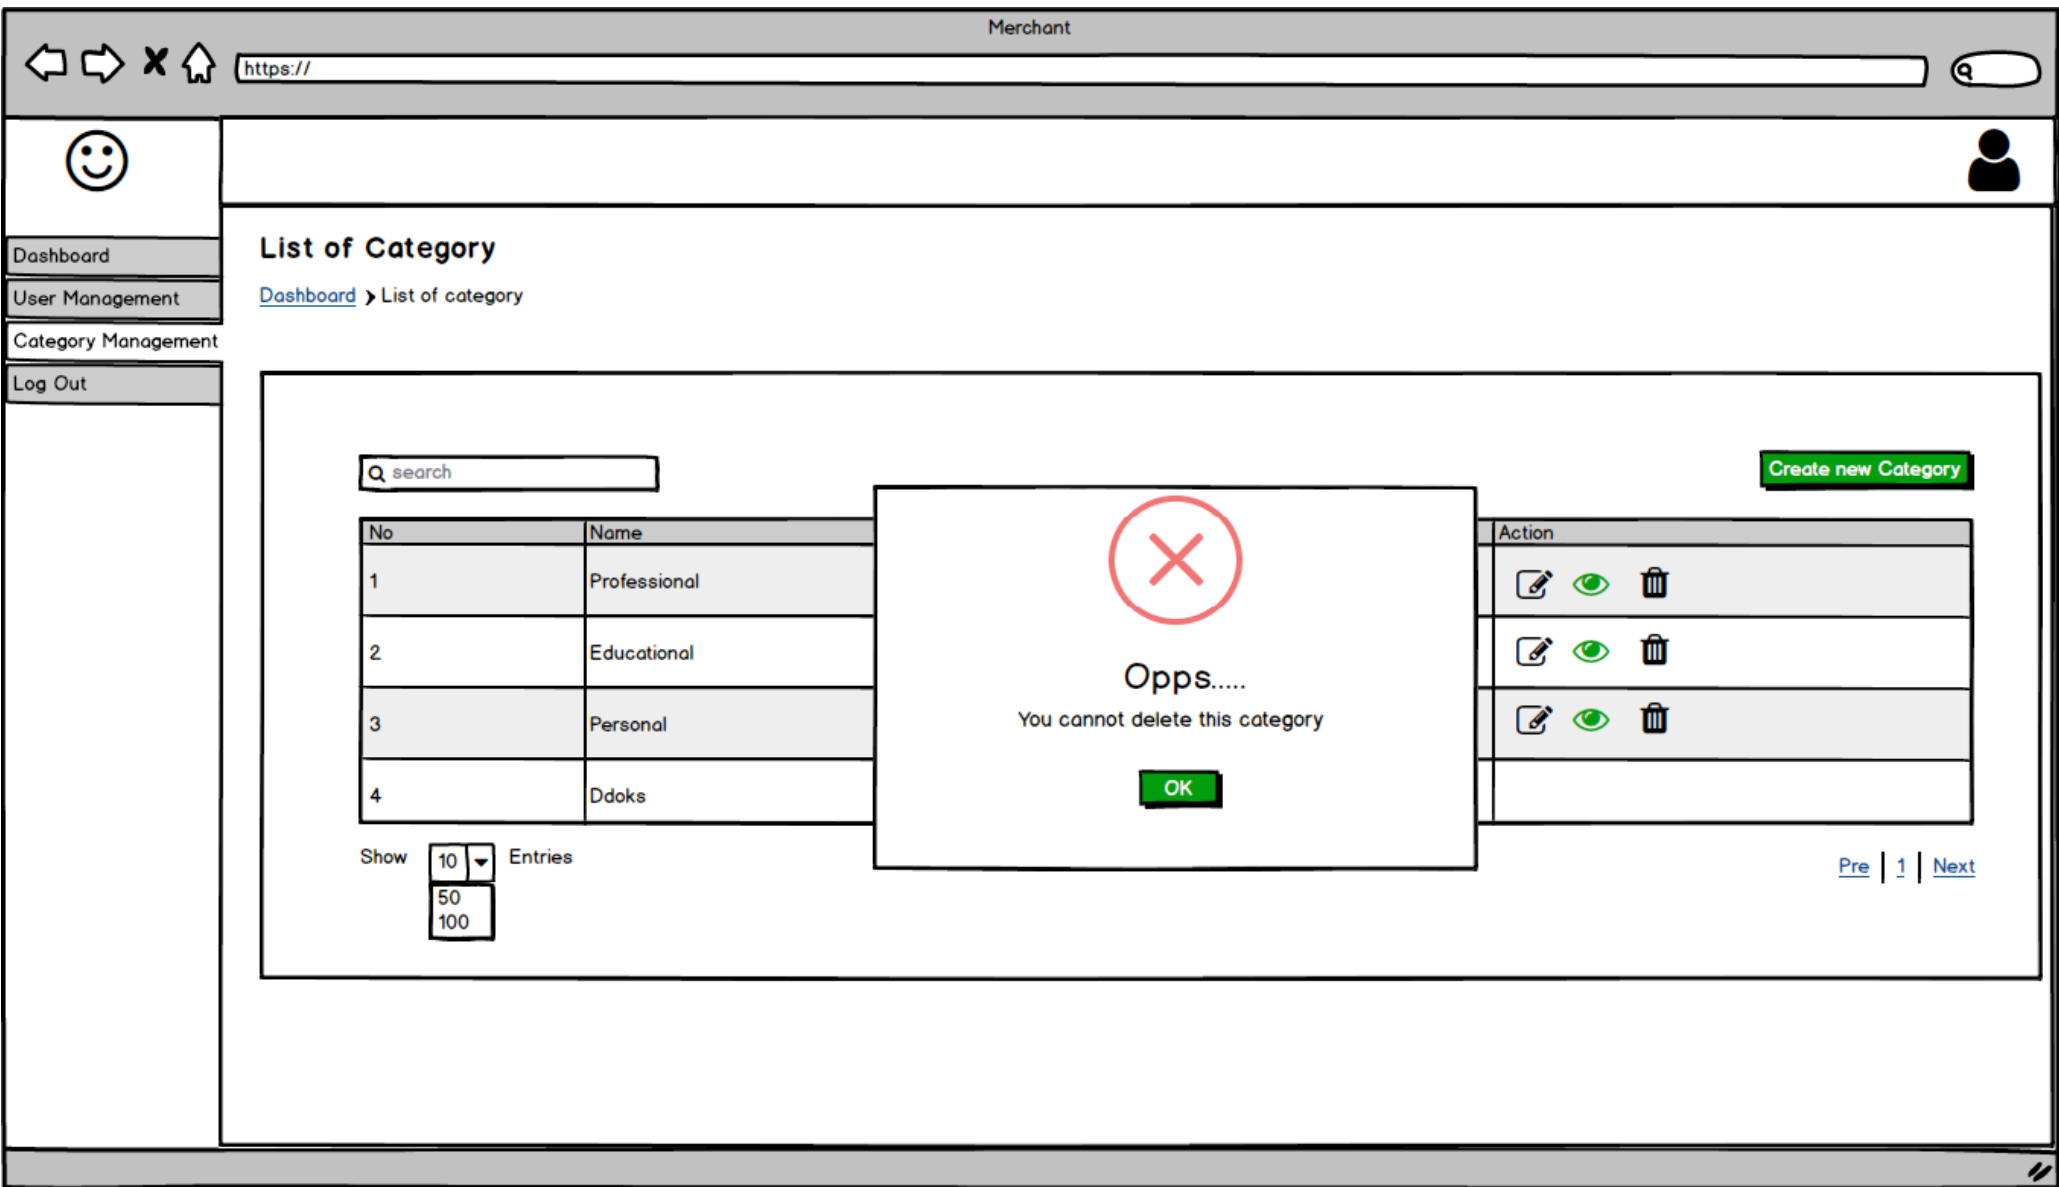 Merchant
https://
Dashboard
User Management
Category Management
Log Out
List of Category
Dashboard List of category
search
Create new Category
No Name Action
1 Professional
2 Educational
3 Personal
4 Ddoks
Opps.....
You cannot delete this category
OK
Show 10 Entries
50
100
Pre 1 Next